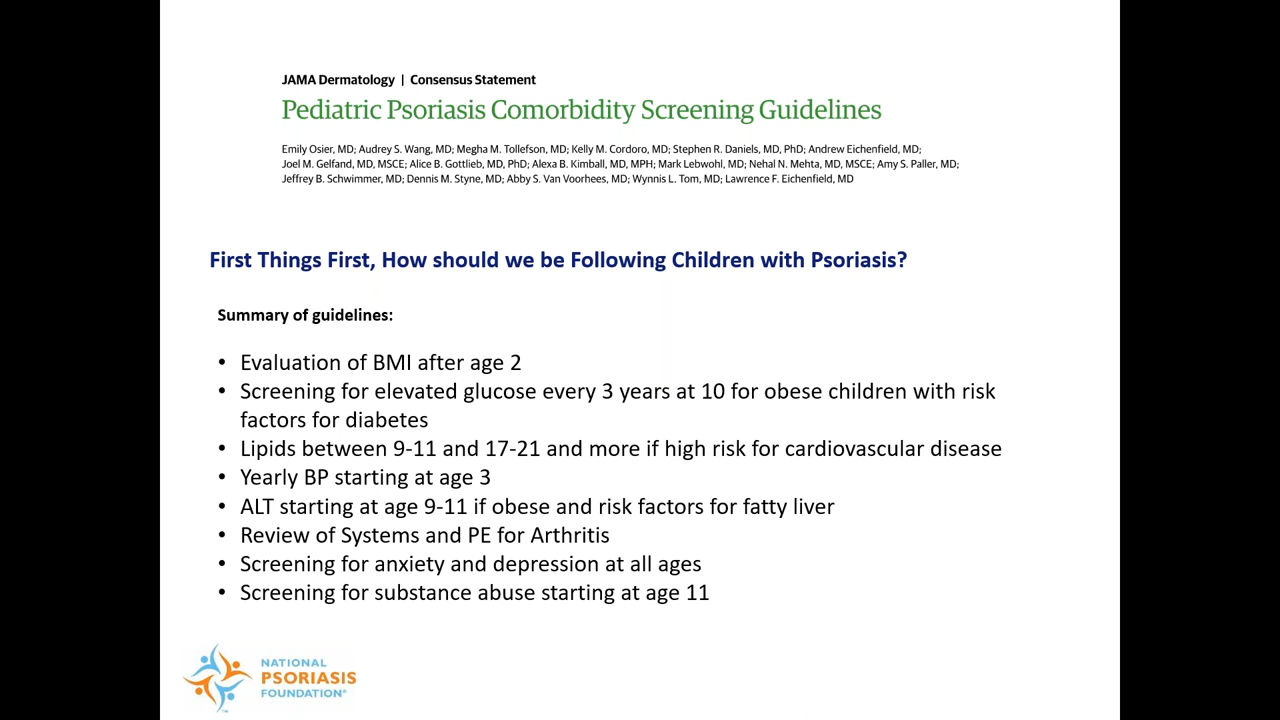 JAMA Dermatology | Consensus Statement
Pediatric Psoriasis Comorbidity Screening Guidelines
Emily Osier, MD; Audrey S. Wang, MD; Megha M. Tollefson, MD; Kelly M. Cordoro, MD; Stephen R. Daniels, MD, PhD; Andrew Eichenfield, MD;
Joel M. Gelfand, MD, MSCE; Alice B. Gottlieb, MD, PhD; Alexa B. Kimball, MD, MPH; Mark Lebwohl, MD; Nehal N. Mehta, MD, MSCE; Amy S. Paller, MD;
Jeffrey B. Schwimmer, MD; Dennis M. Styne, MD; Abby S. Van Voorhees, MD; Wynnis L. Tom, MD; Lawrence F. Eichenfield, MD
First Things First, How should we be Following Children with Psoriasis?
Summary of guidelines:
• Evaluation of BMI after age 2
• Screening for elevated glucose every 3 years at 10 for obese children with risk
factors for diabetes
• Lipids between 9-11 and 17-21 and more if high risk for cardiovascular disease
• Yearly BP starting at age 3
• ALT starting at age 9-11 if obese and risk factors for fatty liver
• Review of Systems and PE for Arthritis
• Screening for anxiety and depression at all ages
• Screening for substance abuse starting at age 11
NATIONAL
PSORIASIS
FOUNDATION®
™